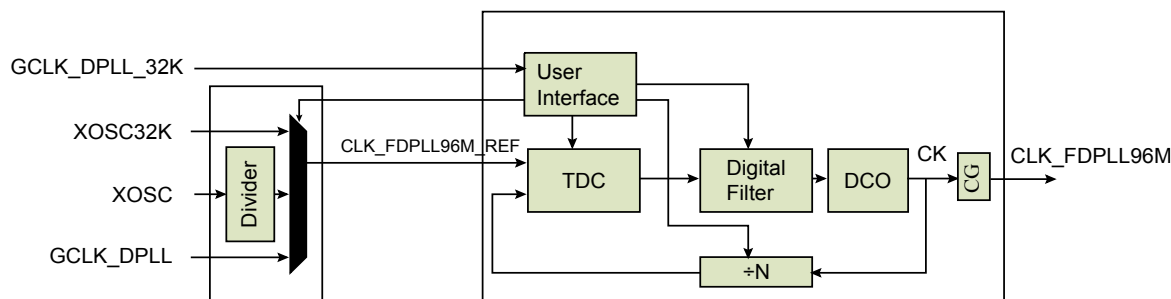 GCLK_DPLL_32K
User
Interface
XOSC32K
CLK_FDPLL96M_REF
CK
CLK_FDPLL96M
XOSC
Divider
TDC
Digital
Filter
DCO
CG
GCLK_DPLL
÷N